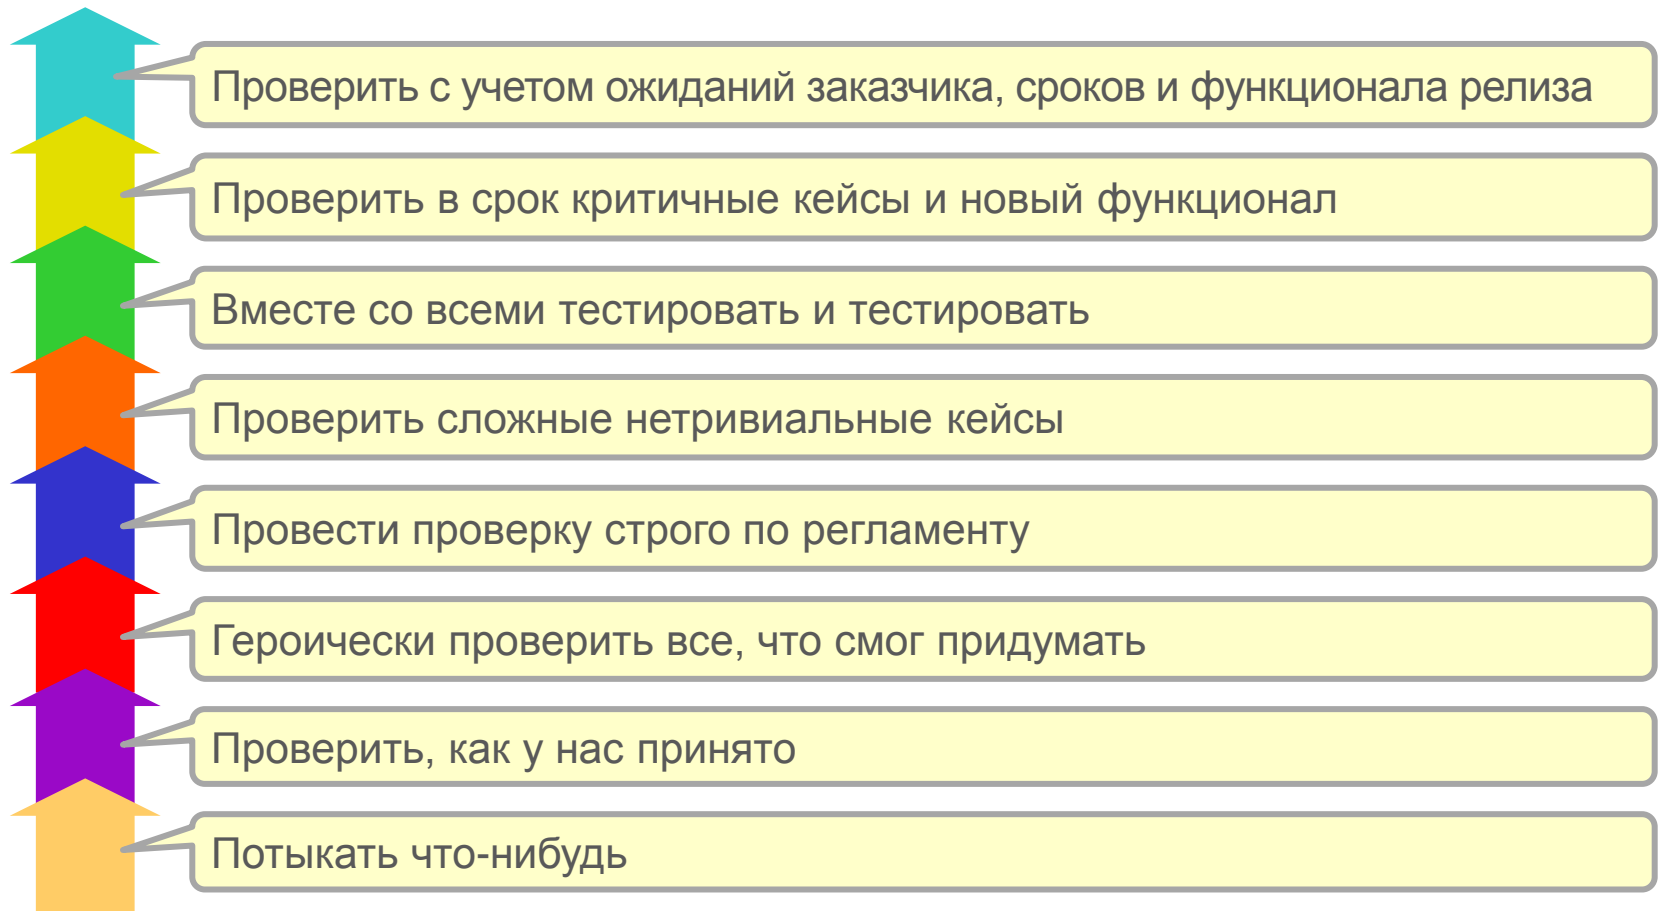 Проверить с учетом ожиданий заказчика, сроков и функционала релиза
Проверить в срок критичные кейсы и новый функционал
Вместе со всеми тестировать и тестировать
Проверить сложные нетривиальные кейсы
Провести проверку строго по регламенту
Героически проверить все, что смог придумать
Проверить, как у нас принято
Потыкать что-нибудь